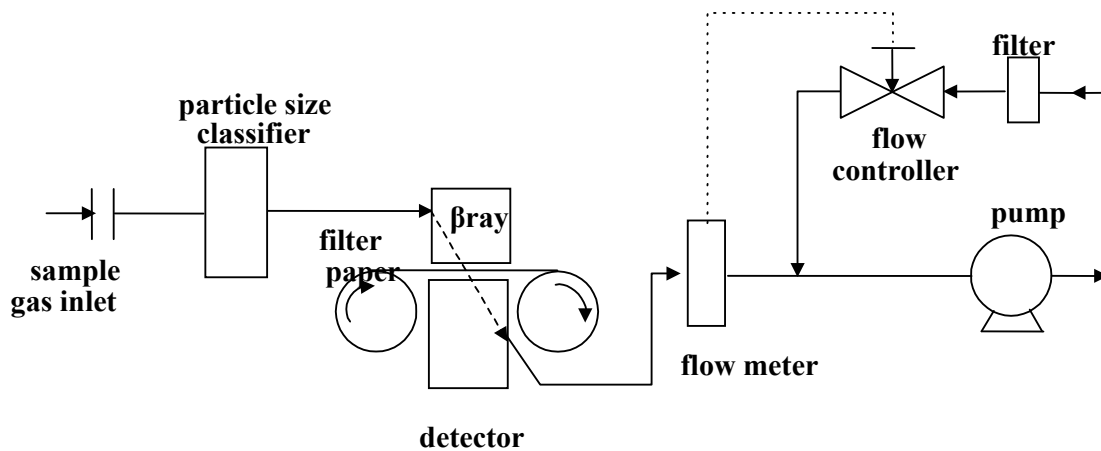 particle size
classifier
sample
gas inlet
βray
filter
paper
detector
flow meter
flow
controller
filter
pump